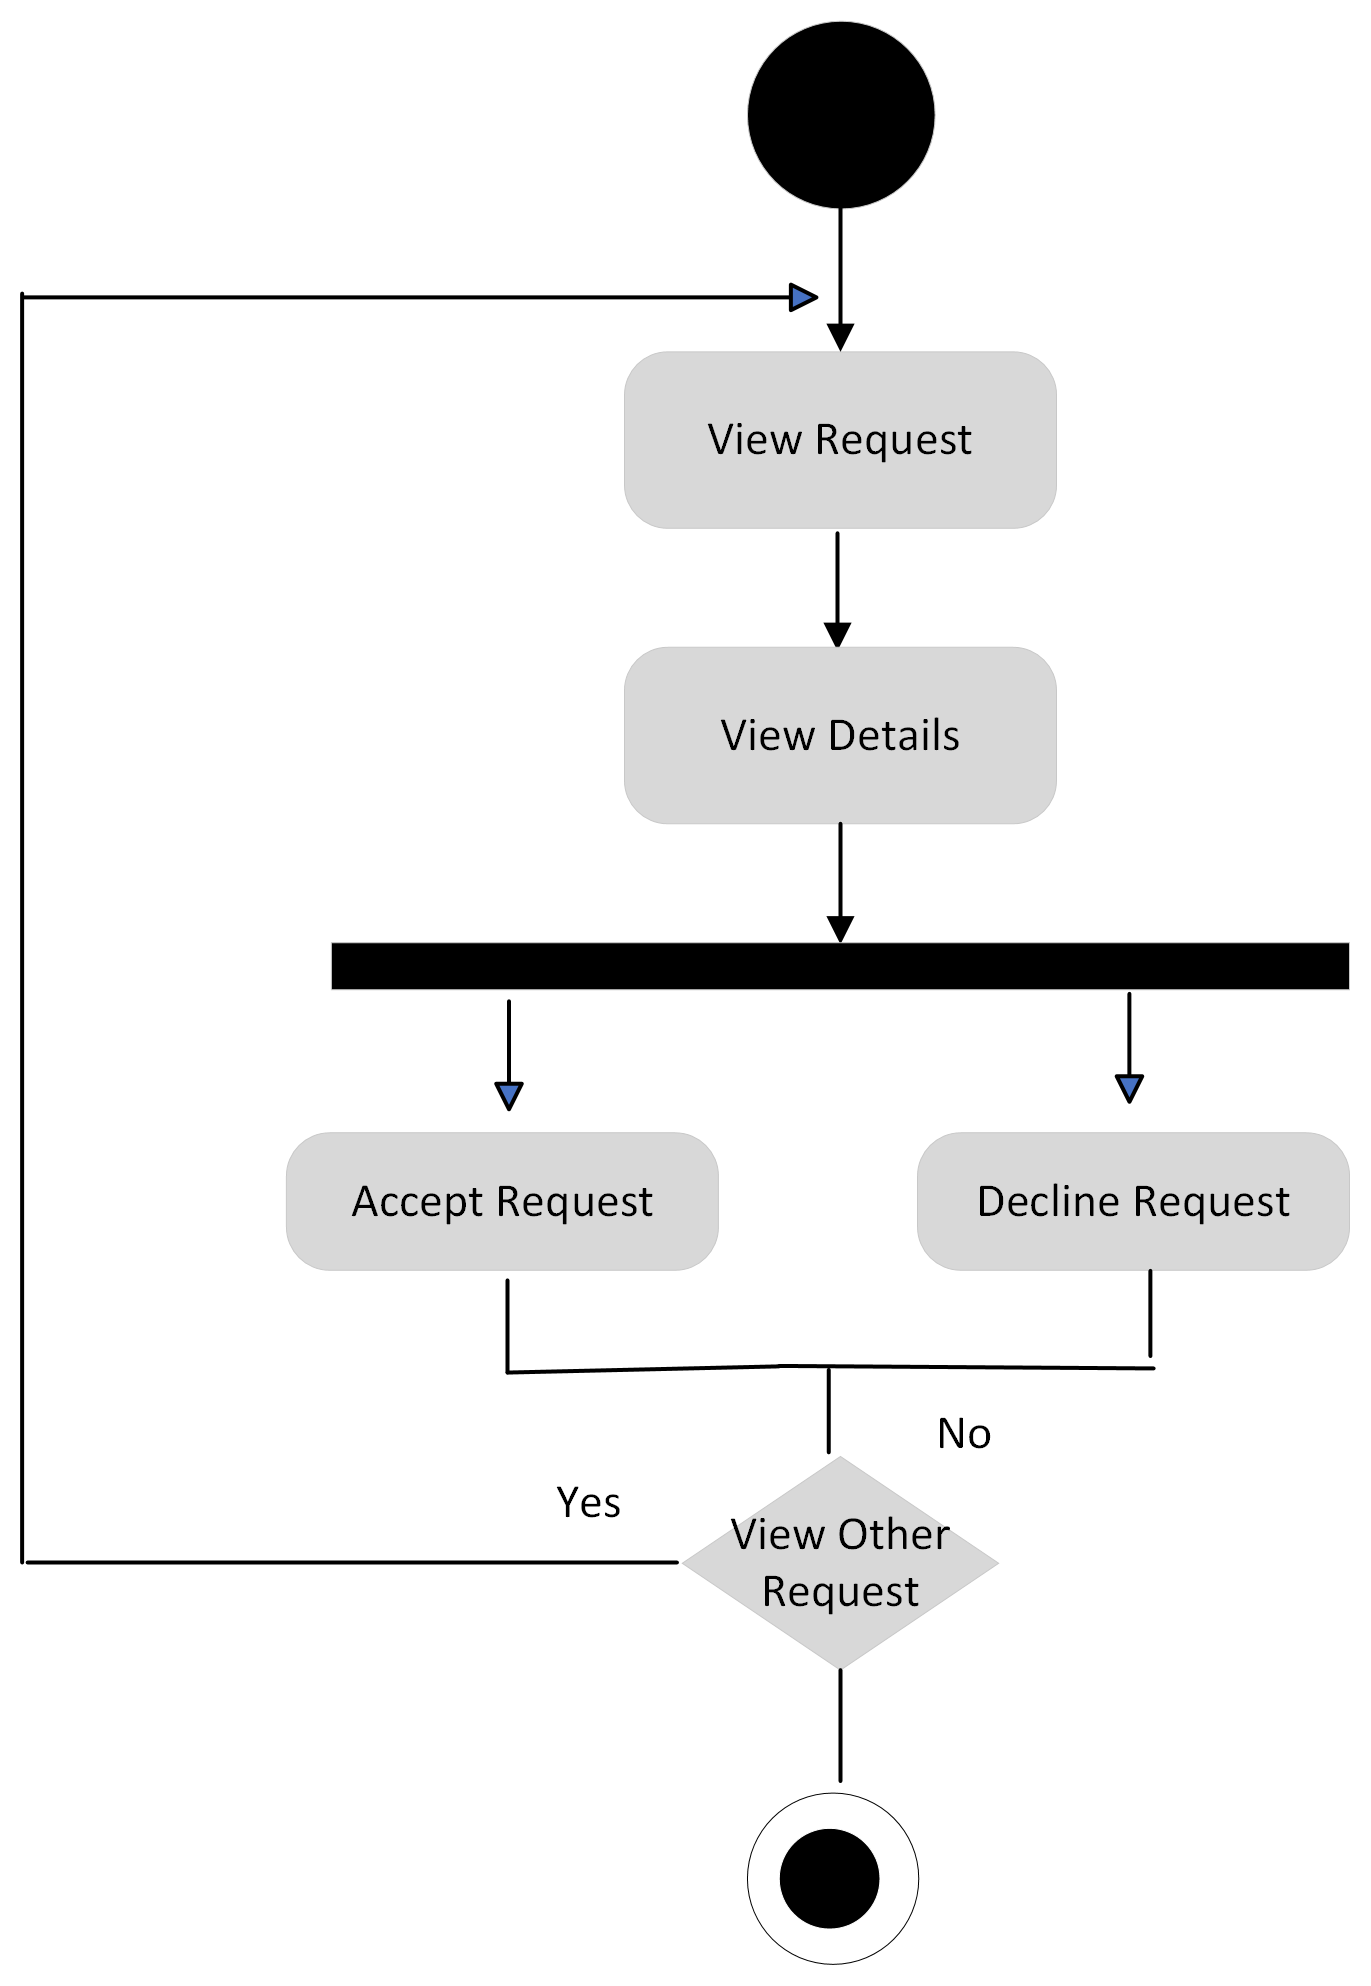 View Request
View Details
Accept Request
Decline Request
No
Yes
View Other
Request